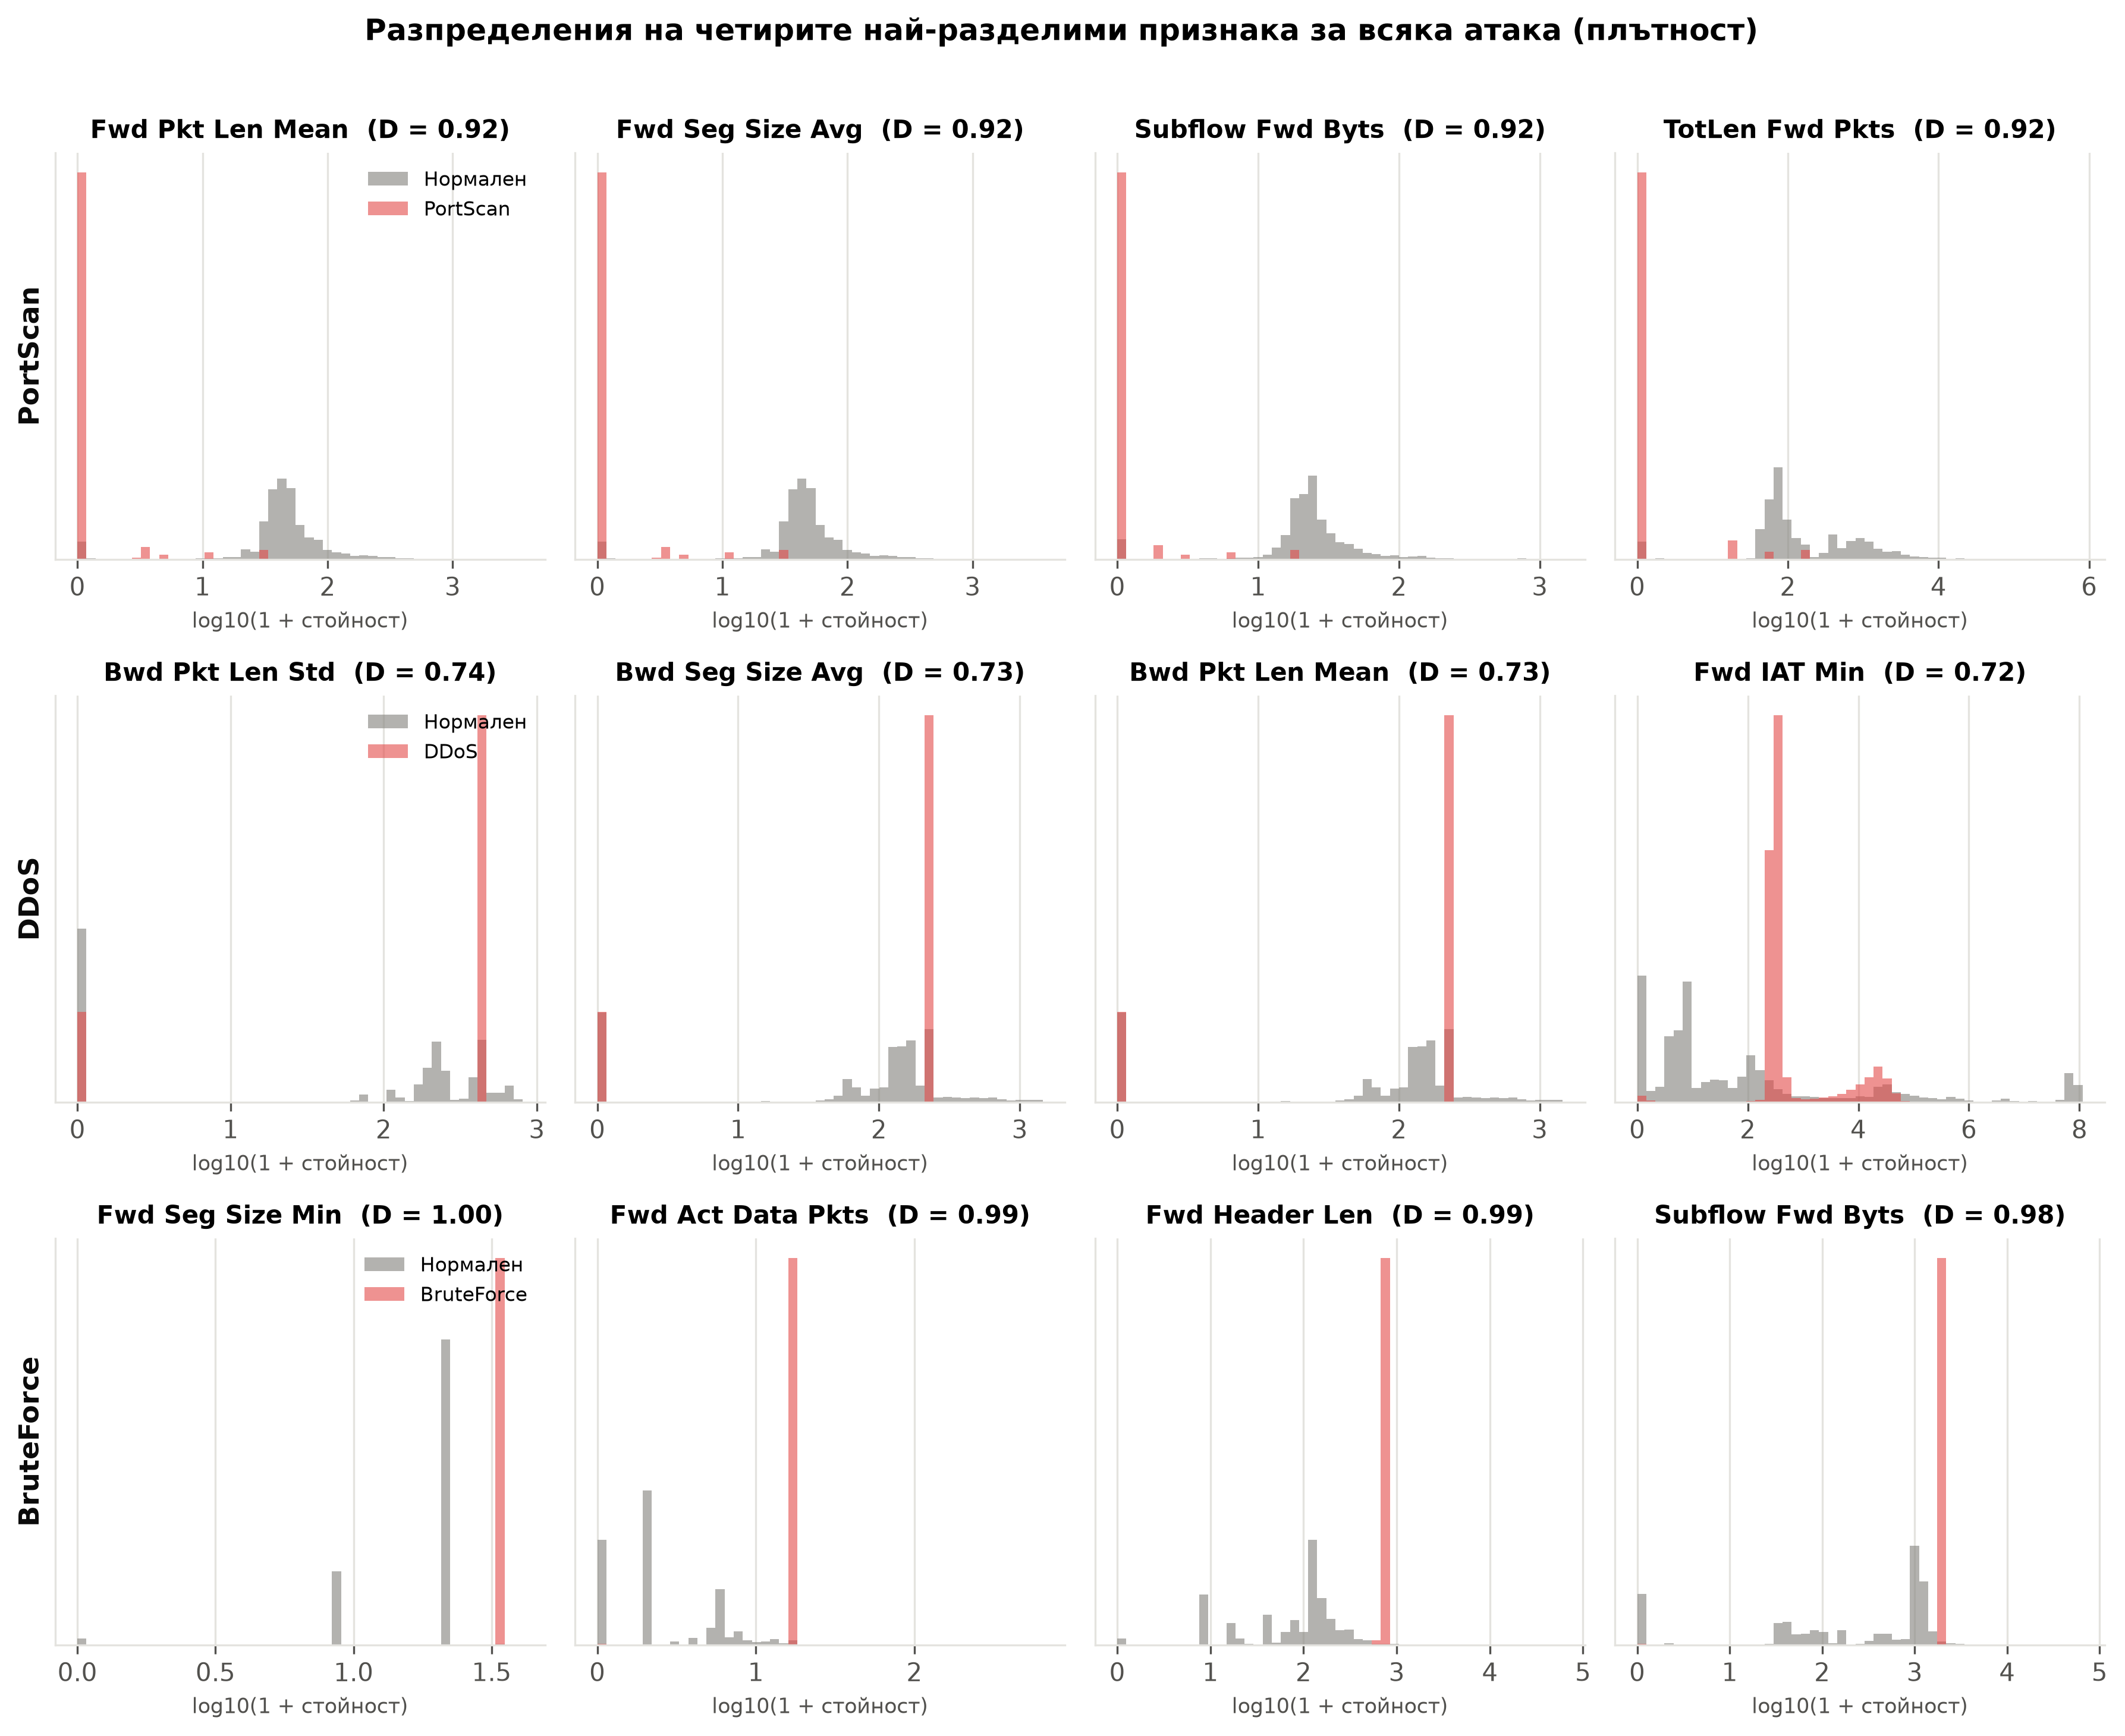 Разпределения на четирите най-разделими признака за всяка атака (плътност)
Fwd Pkt Len Mean (D = 0.92)
Fwd Seg Size Avg (D = 0.92)
Subflow Fwd Byts (D = 0.92)
TotLen Fwd Pkts (D = 0.92)
PortScan
Нормален
PortScan
0 1 2 3
0 1 2 3
0 1 2 3
0 2 4 6
log10(1 + стойност)
log10(1 + стойност)
log10(1 + стойност)
log10(1 + стойност)
Bwd Pkt Len Std (D = 0.74)
Bwd Seg Size Avg (D = 0.73)
Bwd Pkt Len Mean (D = 0.73)
Fwd IAT Min (D = 0.72)
DDoS
Нормален
DDoS
0 1 2 3
0 1 2 3
0 1 2 3
0 2 4 6 8
log10(1 + стойност)
log10(1 + стойност)
log10(1 + стойност)
log10(1 + стойност)
Fwd Seg Size Min (D = 1.00)
Fwd Act Data Pkts (D = 0.99)
Fwd Header Len (D = 0.99)
Subflow Fwd Byts (D = 0.98)
BruteForce
Нормален
BruteForce
0.0 0.5 1.0 1.5
0 1 2
0 1 2 3 4 5
0 1 2 3 4 5
log10(1 + стойност)
log10(1 + стойност)
log10(1 + стойност)
log10(1 + стойност)